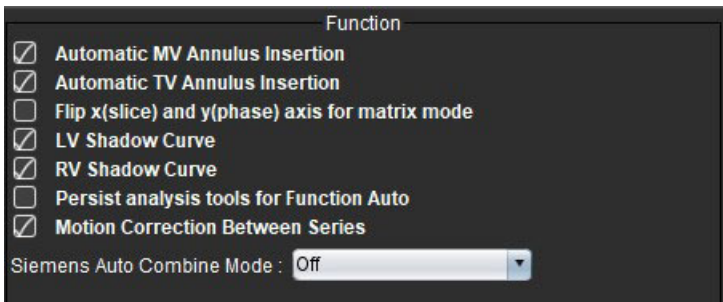 Function
Automatic MV Annulus Insertion
Automatic TV Annulus Insertion
Flip x(slice) and y(phase) axis for matrix mode
LV Shadow Curve
RV Shadow Curve
Persist analysis tools for Function Auto
Motion Correction Between Series
Siemens Auto Combine Mode : Off